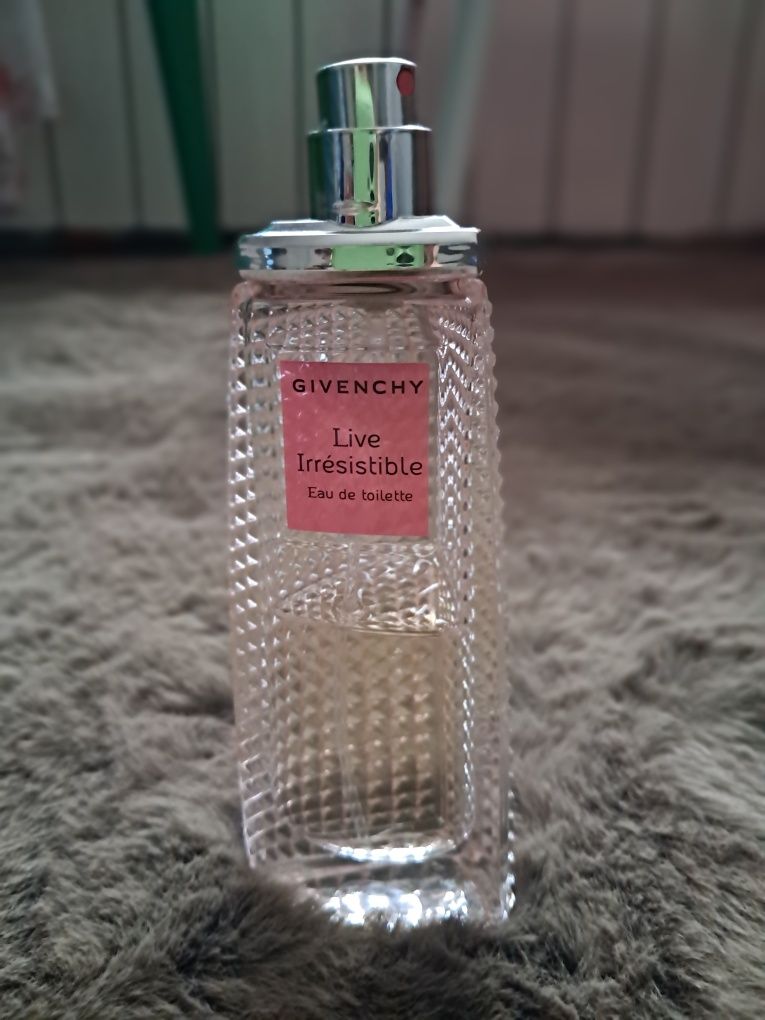 GIVENCHY
Live
Irrésistible
Eau de toilette